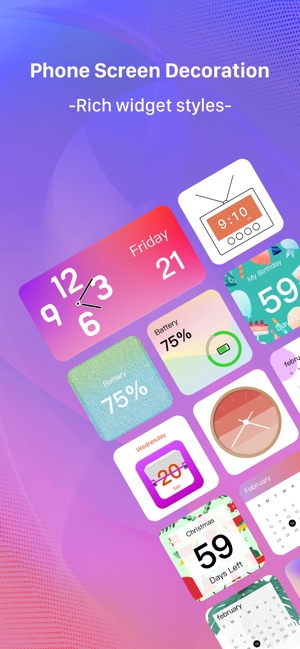 Phone Screen Decoration
-Rich widget styles-
9:10
12
9
3
6
Friday
21
My Birthday
59
Battery
75%
Battery
75%
Wednesday
20
Sep
Christmas
59
Days Left
February
february